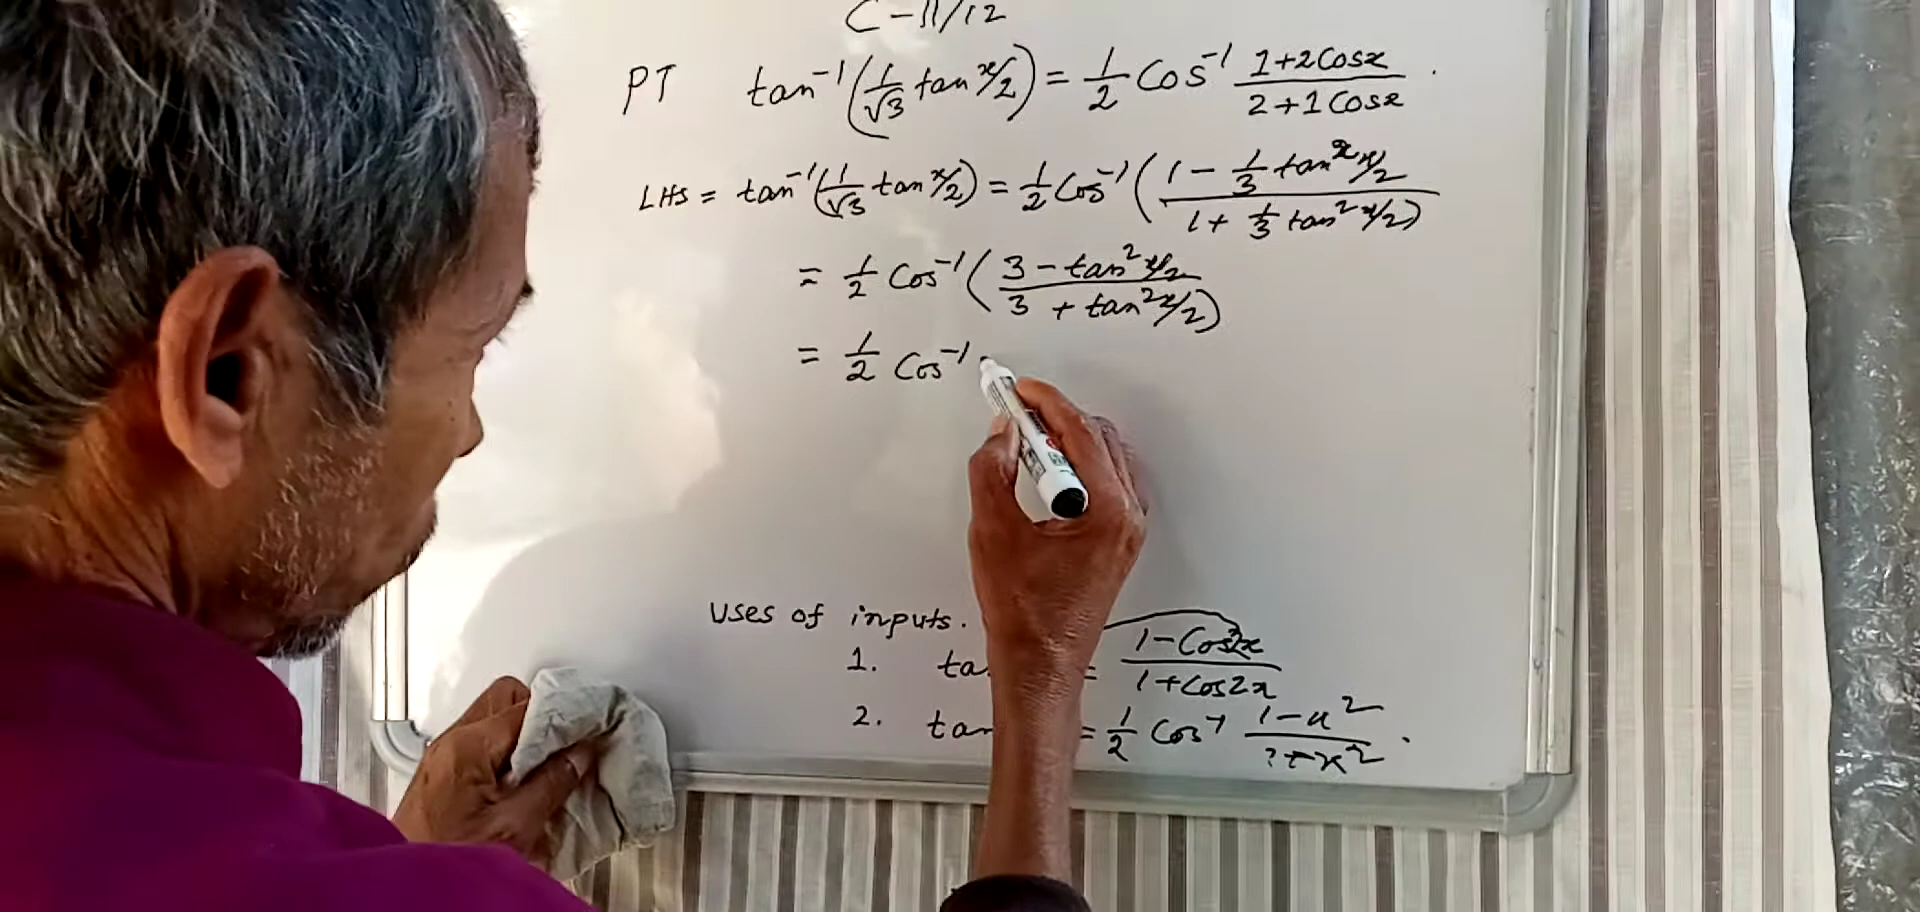 C-11/12
PT tan⁻¹(1/√3 tan x/2) = 1/2 Cos⁻¹ 1+2Cosx/2+1Cosx .
LHS = tan⁻¹(1/√3 tan x/2) = 1/2 Cos⁻¹(1 - 1/3 tan² x/2 / 1 + 1/3 tan² x/2)
= 1/2 Cos⁻¹(3 - tan² x/2 / 3 + tan² x/2)
= 1/2 Cos⁻¹
Uses of inputs.
1. ta = 1-Cos2x/1+Cos2x
2. tan = 1/2 Cos⁻¹ 1-x²/ +x² .